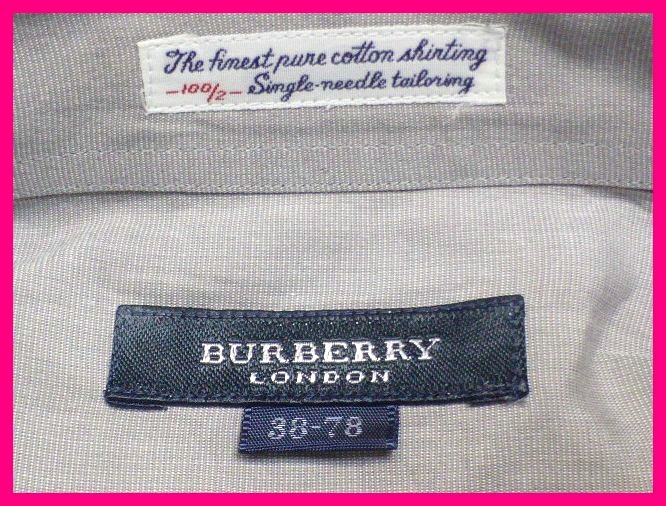 The finest pure cotton shirting
—100/2— Single-needle tailoring
BURBERRY
LONDON
38-78